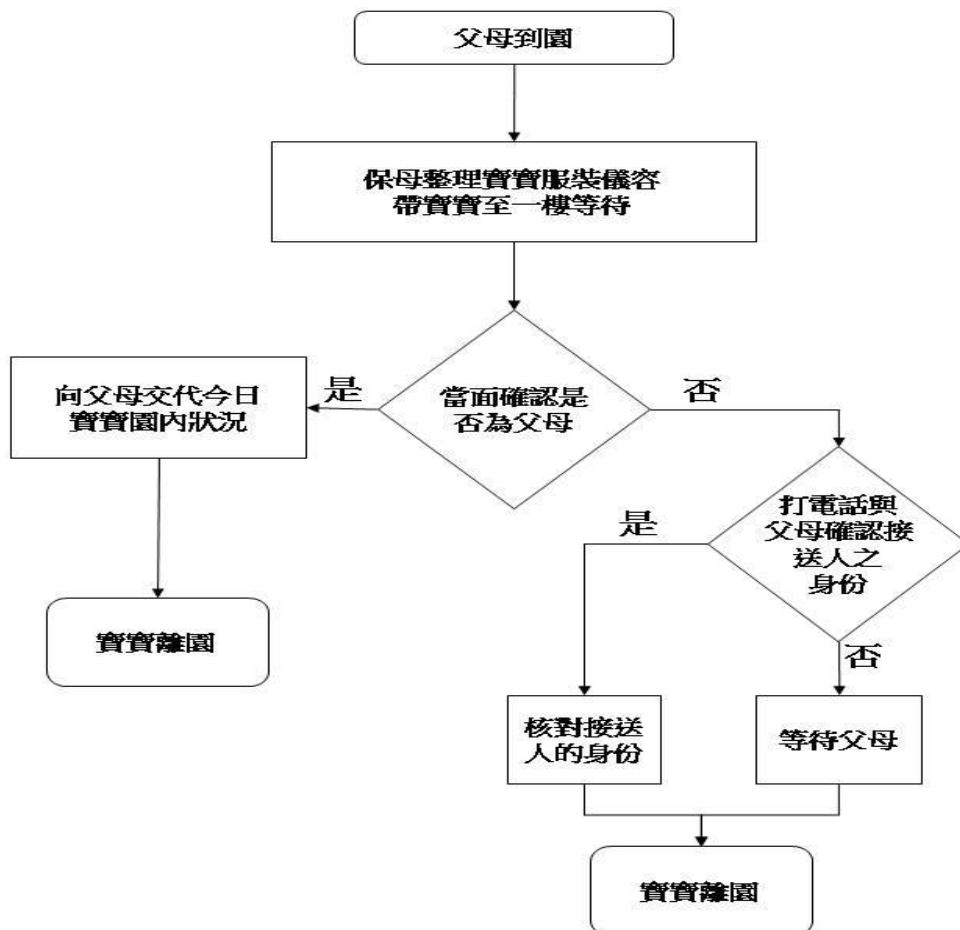 父母到園
保母整理寶寶服裝儀容
帶寶寶至一樓等待
當面確認是
否為父母
是
否
向父母交代今日
寶寶園內狀況
寶寶離園
打電話與
父母確認接
送人之
身份
是
否
核對接送
人的身份
等待父母
寶寶離園